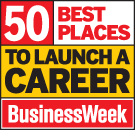 50 BEST
PLACES
TO LAUNCH A
CAREER
BusinessWeek